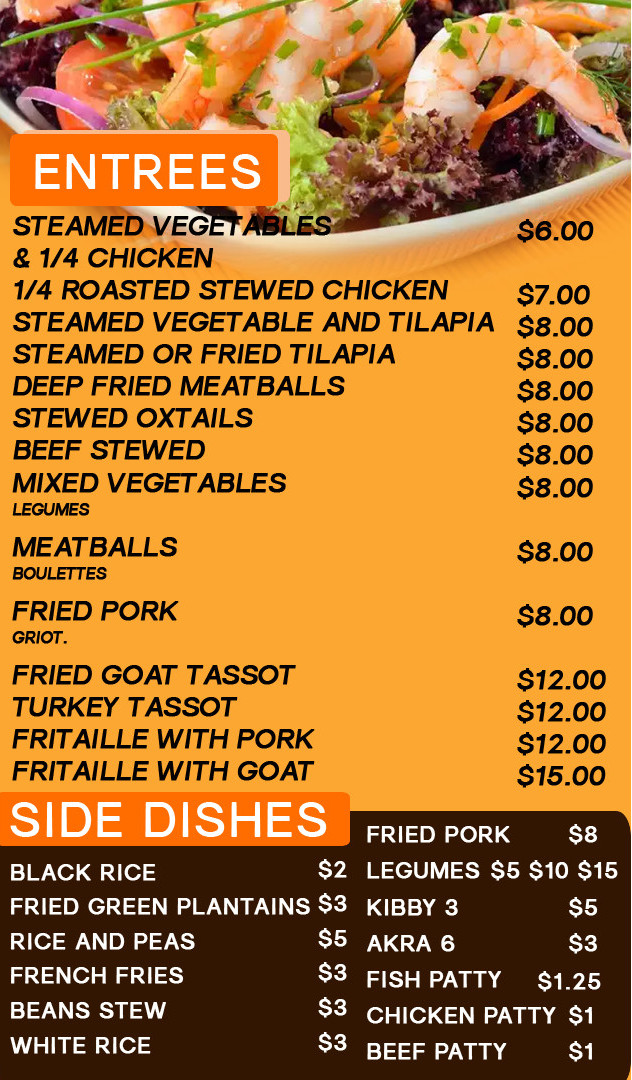 ENTREES
STEAMED VEGETABLES $6.00
& 1/4 CHICKEN
1/4 ROASTED STEWED CHICKEN $7.00
STEAMED VEGETABLE AND TILAPIA $8.00
STEAMED OR FRIED TILAPIA $8.00
DEEP FRIED MEATBALLS $8.00
STEWED OXTAILS $8.00
BEEF STEWED $8.00
MIXED VEGETABLES $8.00
LEGUMES
MEATBALLS $8.00
BOULETTES
FRIED PORK $8.00
GRIOT.
FRIED GOAT TASSOT $12.00
TURKEY TASSOT $12.00
FRITAILLE WITH PORK $12.00
FRITAILLE WITH GOAT $15.00
SIDE DISHES
BLACK RICE $2
FRIED GREEN PLANTAINS $3
RICE AND PEAS $5
FRENCH FRIES $3
BEANS STEW $3
WHITE RICE $3
FRIED PORK $8
LEGUMES $5 $10 $15
KIBBY 3 $5
AKRA 6 $3
FISH PATTY $1.25
CHICKEN PATTY $1
BEEF PATTY $1